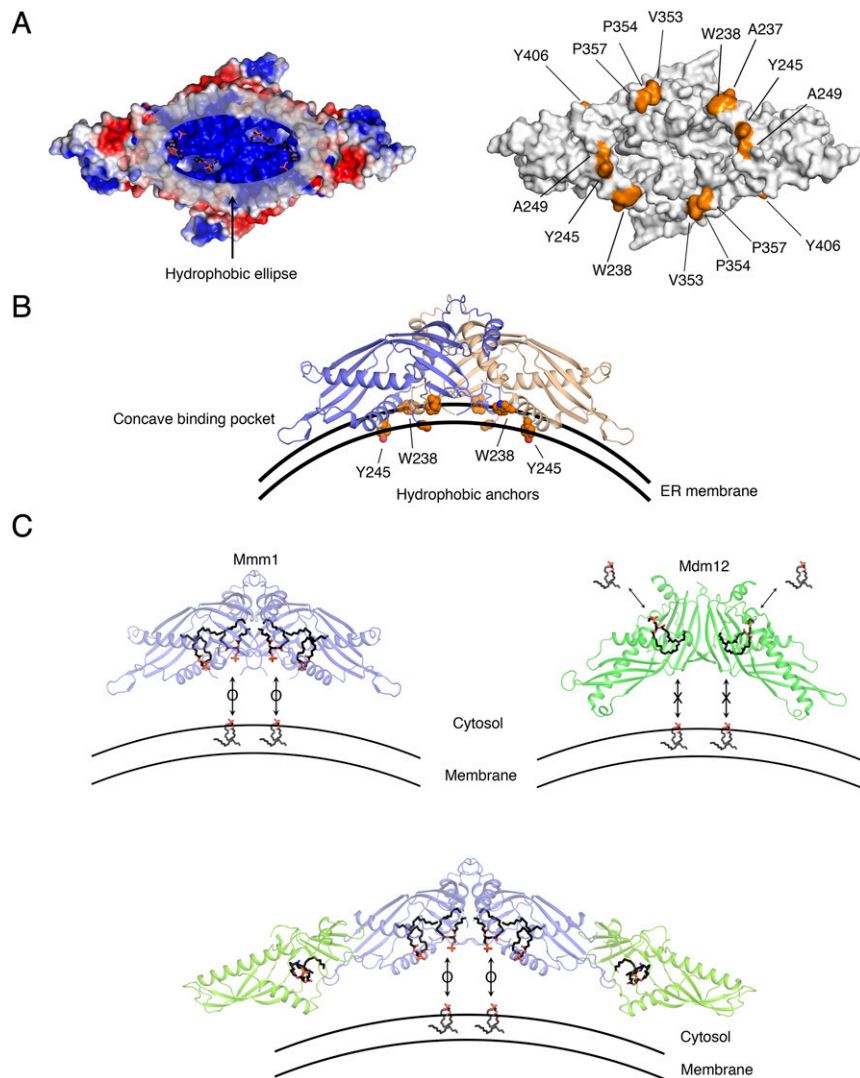 A
Hydrophobic ellipse
V353
P354
P357
Y406
W238
A237
Y245
A249
A249
Y245
W238
V353
P354
P357
Y406
B
Concave binding pocket
Y245
W238
W238
Y245
Hydrophobic anchors
ER membrane
C
Mmm1
Mdm12
Cytosol
Membrane
Cytosol
Membrane